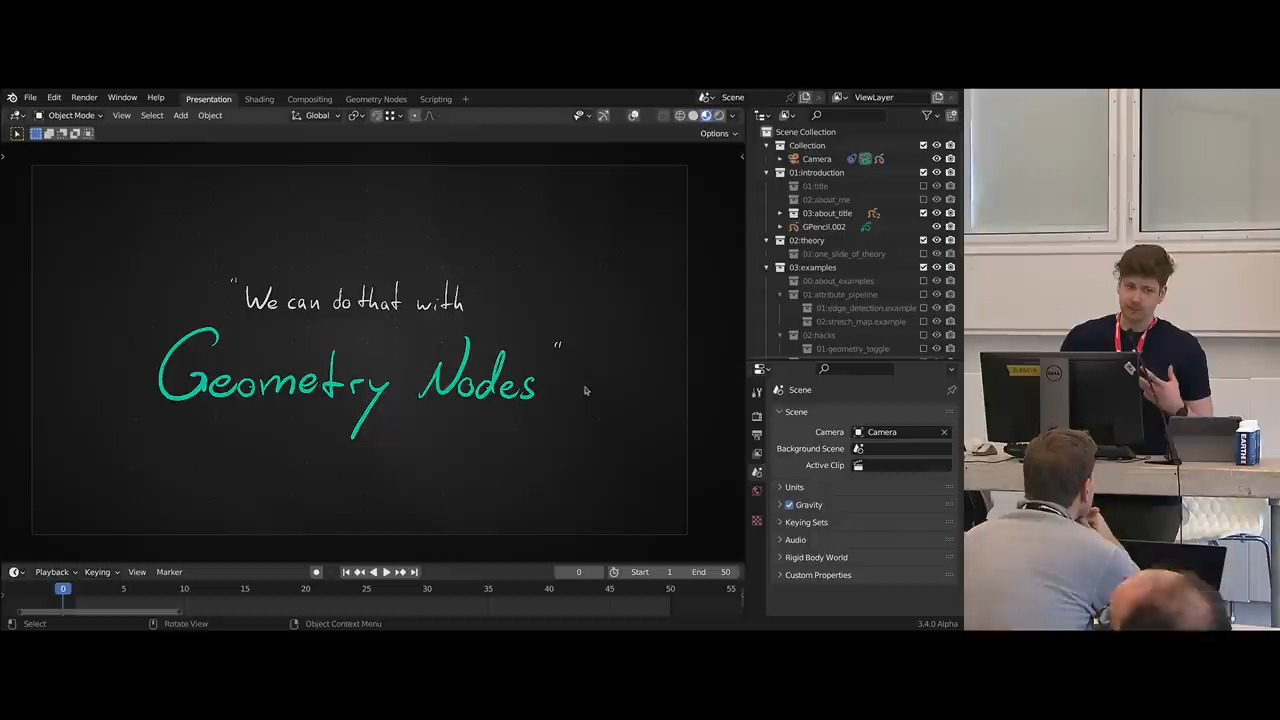 File Edit Render Window Help Presentation Shading Compositing Geometry Nodes Scripting + Scene ViewLayer
Object Mode View Select Add Object Global
Options
"We can do that with
Geometry Nodes"
Scene Collection
Collection
Camera
01:introduction
01:title
02:about_me
03:about_title 2
GPencil.002
02:theory
01:one_slide_of_theory
03:examples
00:about_examples
01:attribute_pipeline
01:edge_detection.example
02:stretch_map.example
02:hacks
01:geometry_toggle
Scene
Scene
Camera Camera
Background Scene
Active Clip
Units
Gravity
Keying Sets
Audio
Rigid Body World
Custom Properties
Playback Keying View Marker 0 Start 1 End 50
0 5 10 15 20 25 30 35 40 45 50 55
Select Rotate View Object Context Menu 3.4.0 Alpha
DELL
EARTH